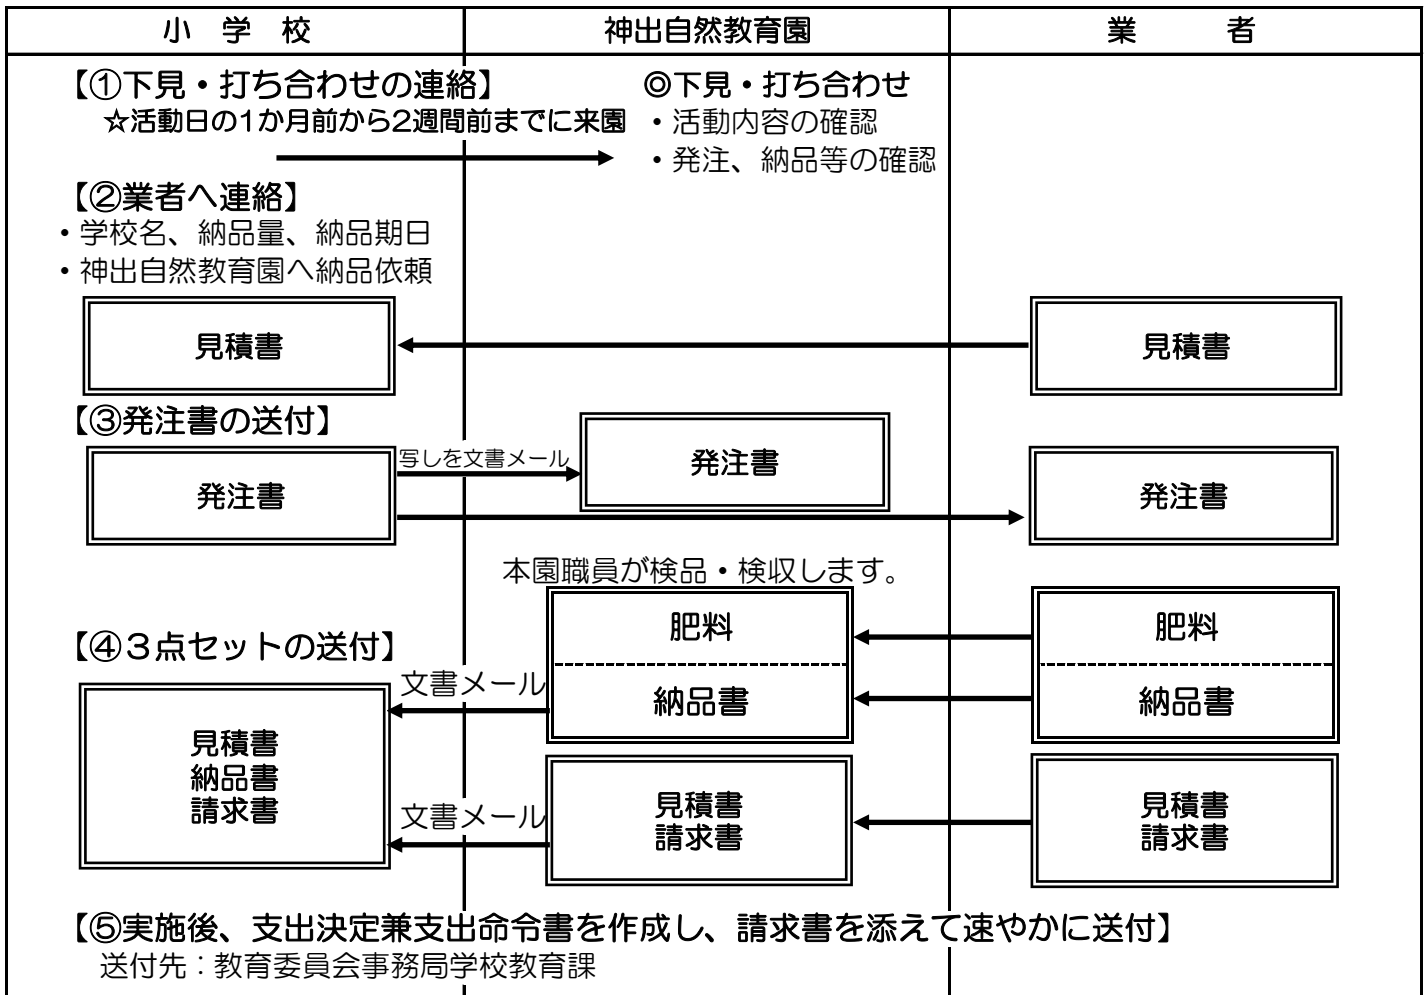 小 学 校
神出自然教育園
業 者
【①下見・打ち合わせの連絡】
☆活動日の1か月前から2週間前までに来園
◎下見・打ち合わせ
・活動内容の確認
・発注、納品等の確認
【②業者へ連絡】
・学校名、納品量、納品期日
・神出自然教育園へ納品依頼
見積書
見積書
【③発注書の送付】
発注書
写しを文書メール
発注書
発注書
本園職員が検品・検収します。
肥料
納品書
肥料
納品書
【④３点セットの送付】
文書メール
見積書
納品書
請求書
文書メール
見積書
請求書
見積書
請求書
【⑤実施後、支出決定兼支出命令書を作成し、請求書を添えて速やかに送付】
送付先：教育委員会事務局学校教育課